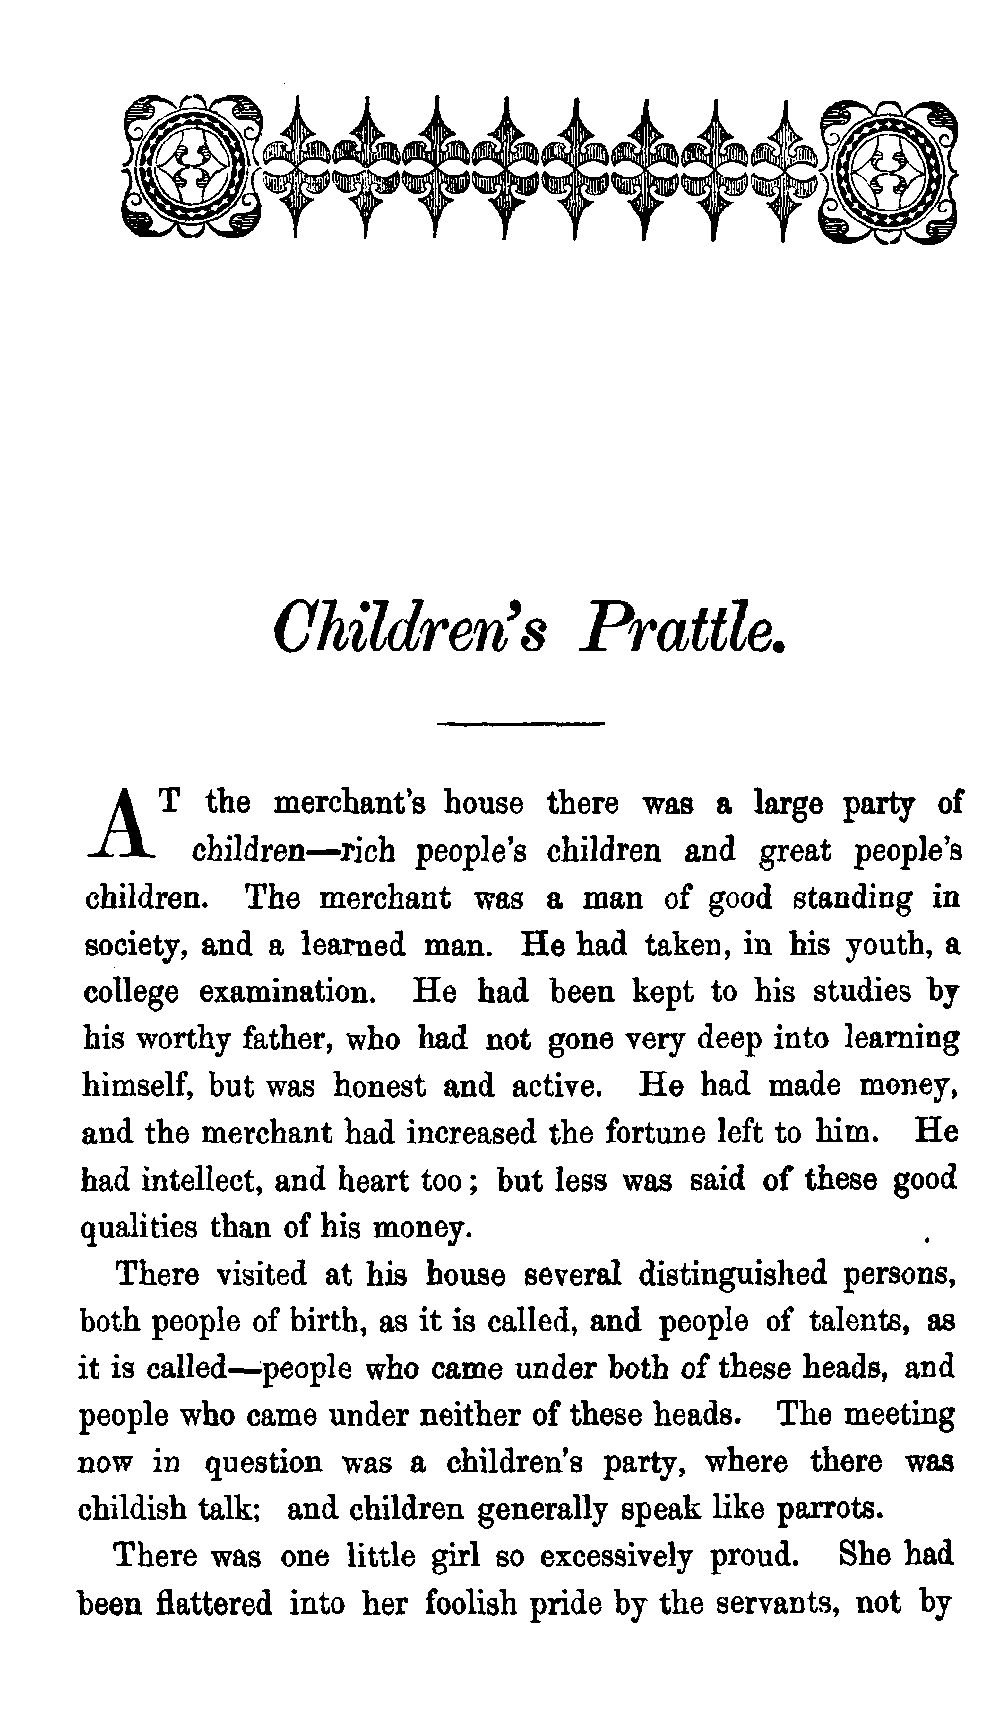 Children's Prattle.
AT the merchant's house there was a large party of
children—rich people's children and great people's
children. The merchant was a man of good standing in
society, and a learned man. He had taken, in his youth, a
college examination. He had been kept to his studies by
his worthy father, who had not gone very deep into learning
himself, but was honest and active. He had made money,
and the merchant had increased the fortune left to him. He
had intellect, and heart too; but less was said of these good
qualities than of his money.
There visited at his house several distinguished persons,
both people of birth, as it is called, and people of talents, as
it is called—people who came under both of these heads, and
people who came under neither of these heads. The meeting
now in question was a children's party, where there was
childish talk; and children generally speak like parrots.
There was one little girl so excessively proud. She had
been flattered into her foolish pride by the servants, not by